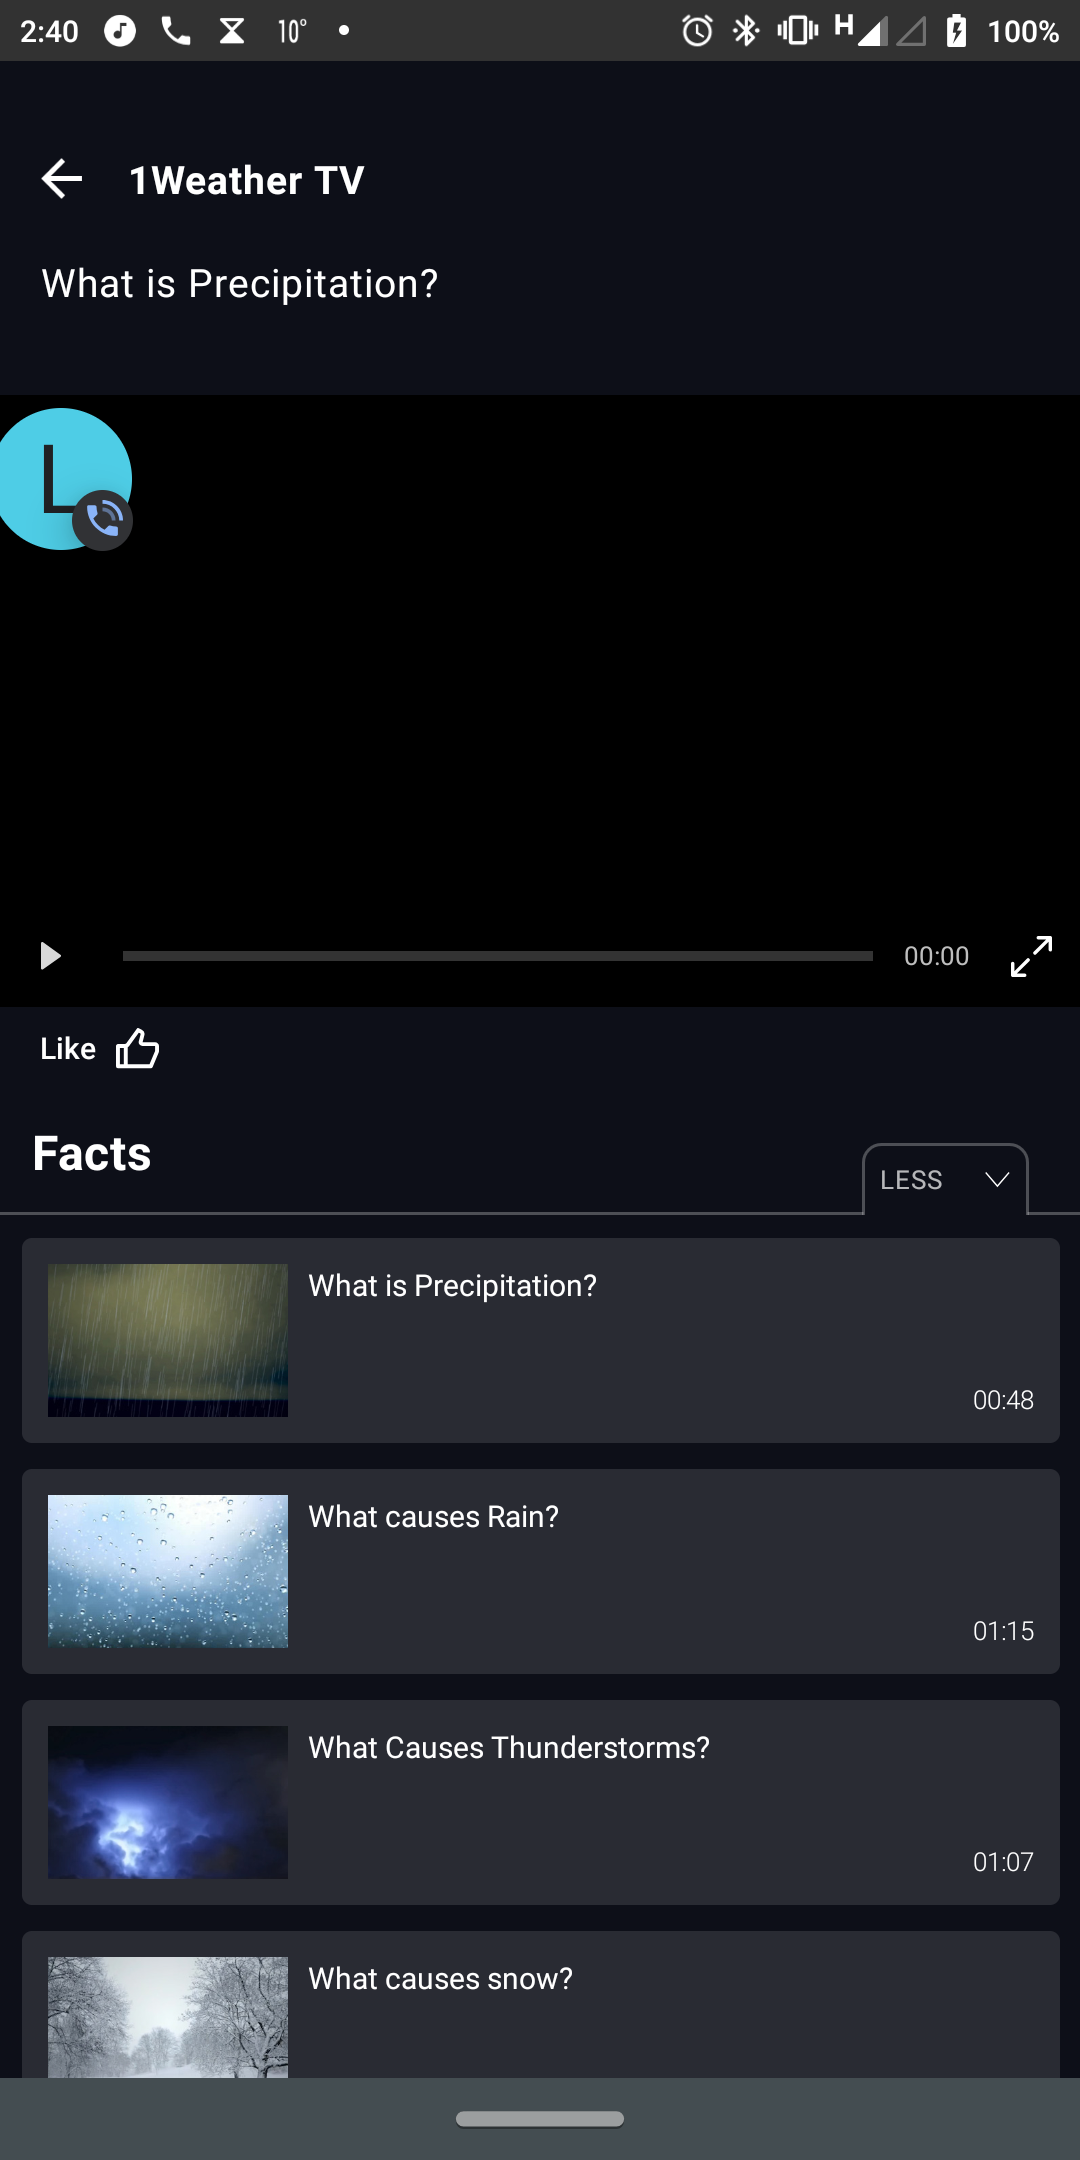 2:40 10° H 100%
1Weather TV
What is Precipitation?
L
00:00
Like
Facts
LESS
What is Precipitation?
00:48
What causes Rain?
01:15
What Causes Thunderstorms?
01:07
What causes snow?